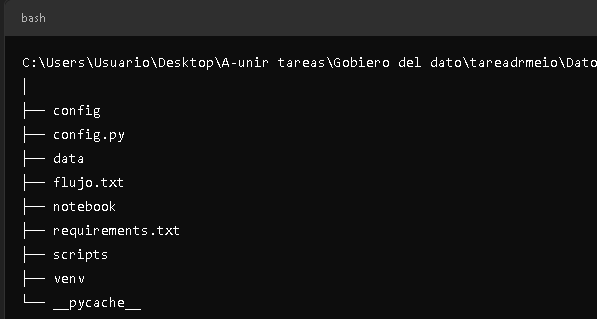 bash
C:\Users\Usuario\Desktop\A-unir tareas\Gobiero del dato\tareadrmeio\Dato
│
├── config
├── config.py
├── data
├── flujo.txt
├── notebook
├── requirements.txt
├── scripts
├── venv
└── __pycache__